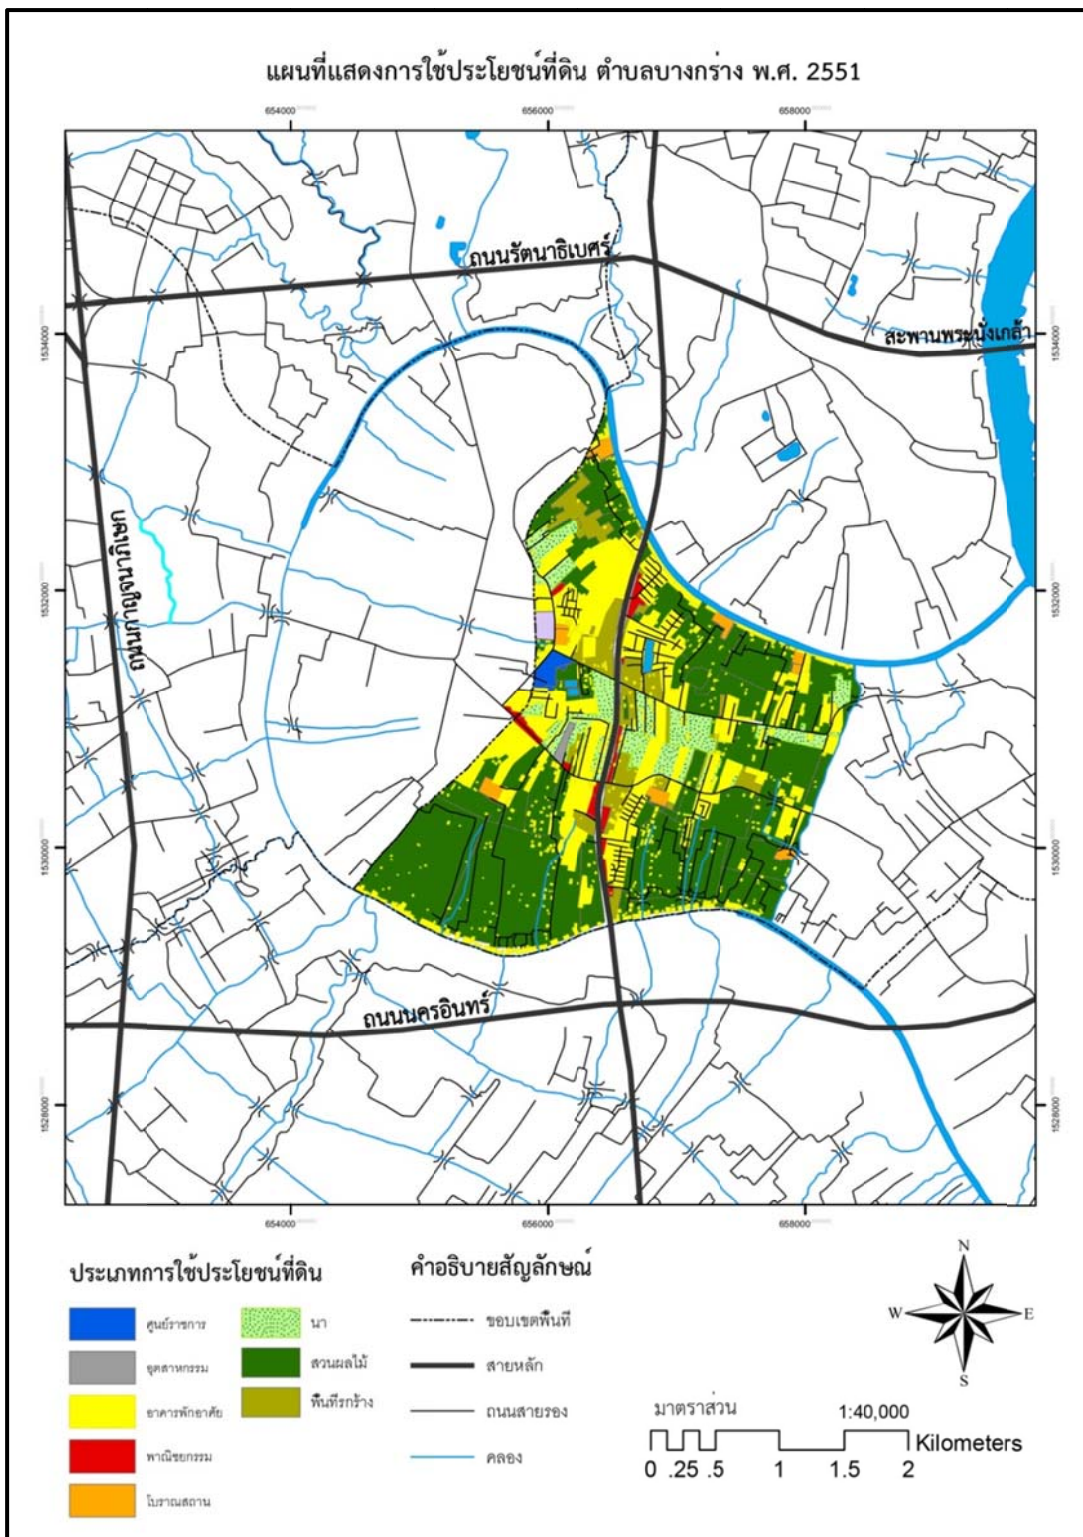 แผนที่แสดงการใช้ประโยชน์ที่ดิน ตำบลบางกร่าง พ.ศ. 2551
654000 656000 658000
ถนนรัตนาธิเบศร์
สะพานพระนั่งเกล้า
1534000 1534000
1532000 1532000
1530000 1530000
1528000 1528000
ถนนนครอินทร์
654000 656000 658000
ประเภทการใช้ประโยชน์ที่ดิน
ศูนย์ราชการ
อุตสาหกรรม
อาคารพักอาศัย
พาณิชยกรรม
โบราณสถาน
นา
สวนผลไม้
พื้นที่รกร้าง
คำอธิบายสัญลักษณ์
ขอบเขตพื้นที่
สายหลัก
ถนนสายรอง
คลอง
N
W E
S
มาตราส่วน 1:40,000
Kilometers
0 .25 .5 1 1.5 2